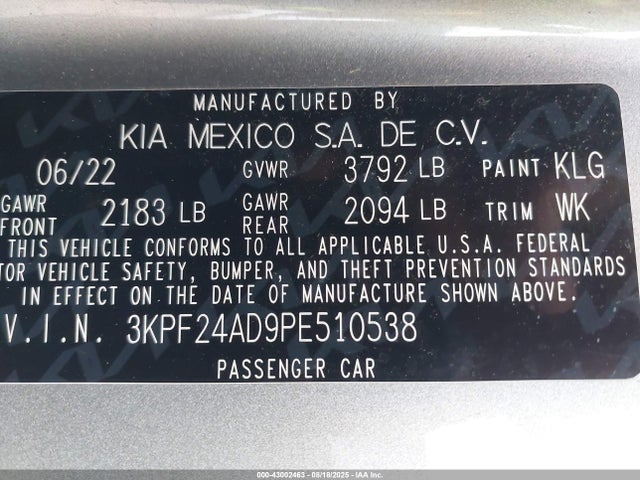 MANUFACTURED BY
KIA MEXICO S.A. DE C.V.
06/22 GVWR 3792 LB PAINT KLG
GAWR FRONT 2183 LB GAWR REAR 2094 LB TRIM WK
THIS VEHICLE CONFORMS TO ALL APPLICABLE U.S.A. FEDERAL
TOR VEHICLE SAFETY, BUMPER, AND THEFT PREVENTION STANDARDS
IN EFFECT ON THE DATE OF MANUFACTURE SHOWN ABOVE.
V.I.N. 3KPF24AD9PE510538
PASSENGER CAR
000-43002463 - 08/18/2025 - IAA Inc.